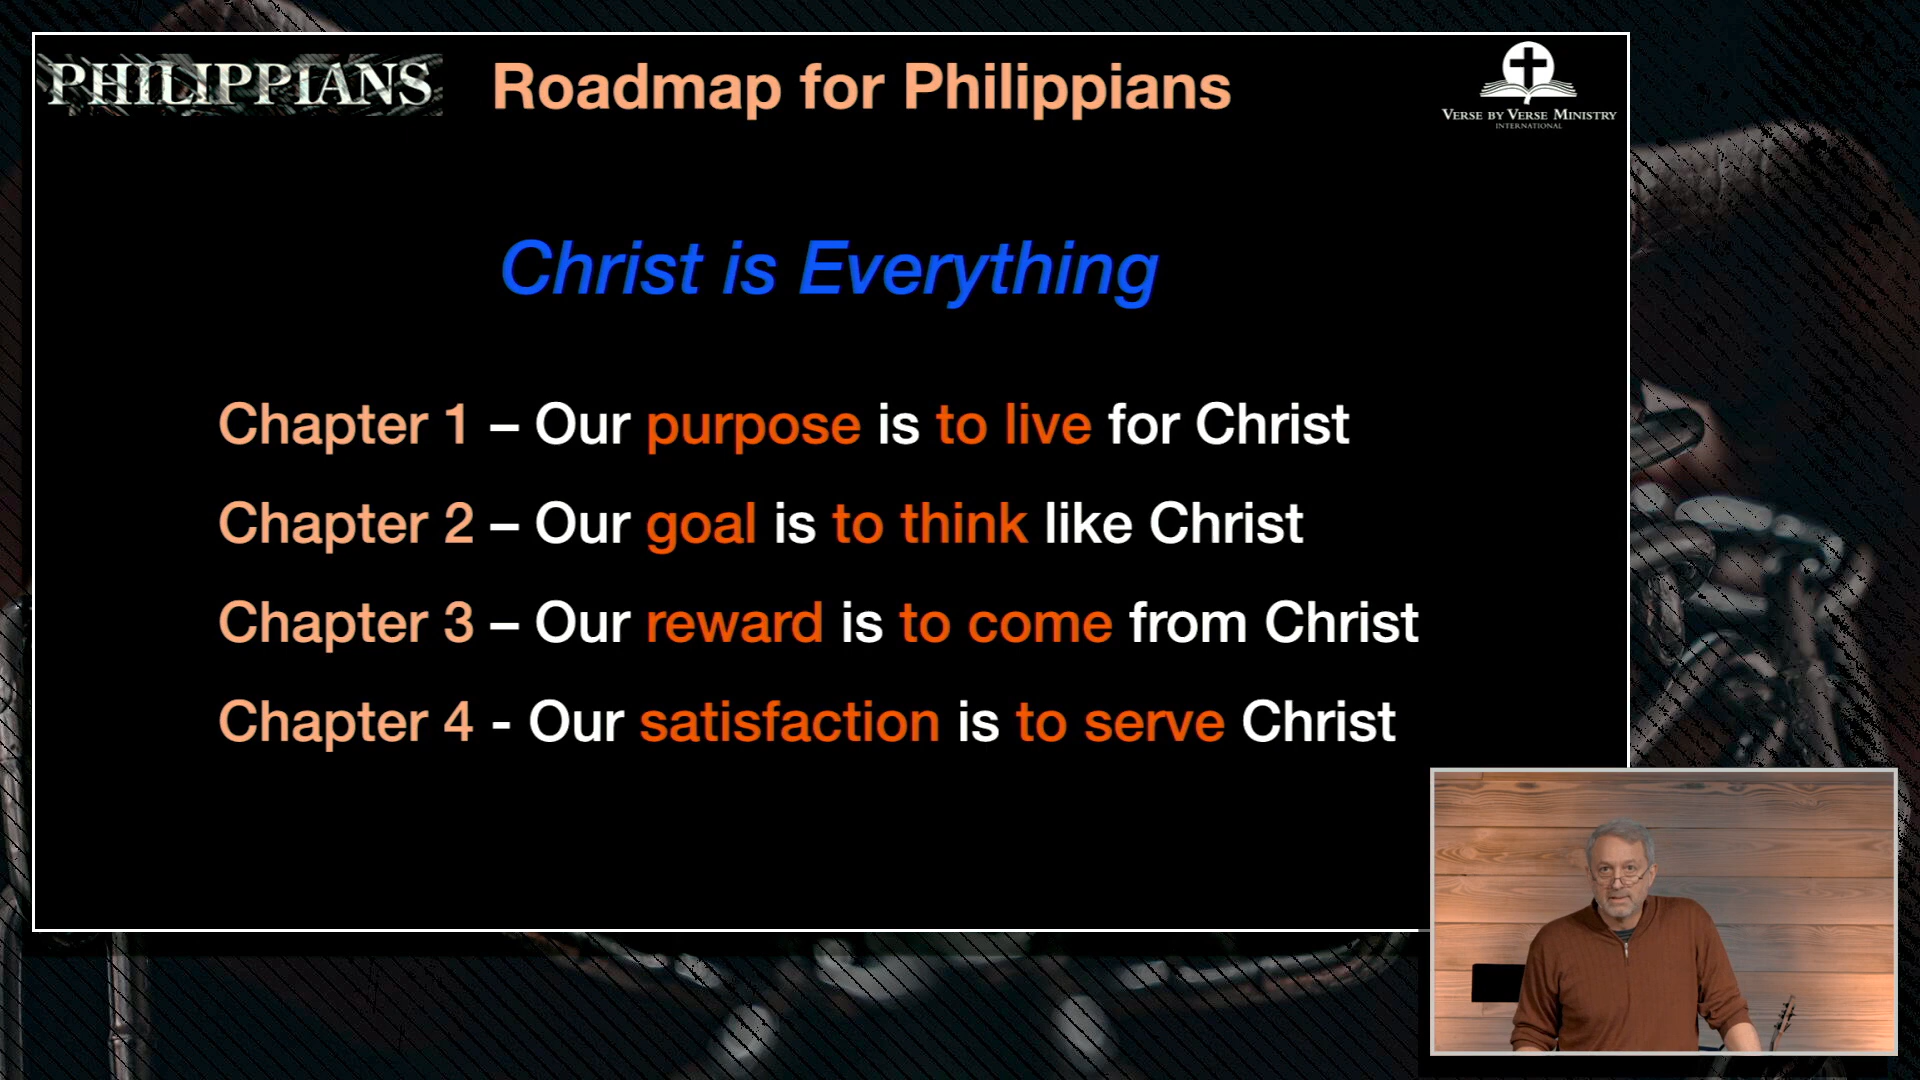 PHILIPPIANS
Roadmap for Philippians
VERSE BY VERSE MINISTRY
INTERNATIONAL
Christ is Everything
Chapter 1 – Our purpose is to live for Christ
Chapter 2 – Our goal is to think like Christ
Chapter 3 – Our reward is to come from Christ
Chapter 4 - Our satisfaction is to serve Christ